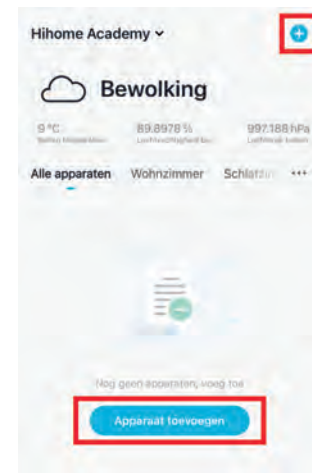 Hihome Academy
Bewolking
9 °C 89.8978 % 997.188 hPa
Alle apparaten Wohnzimmer
Nog geen apparaten, voeg toe
Apparaat toevoegen